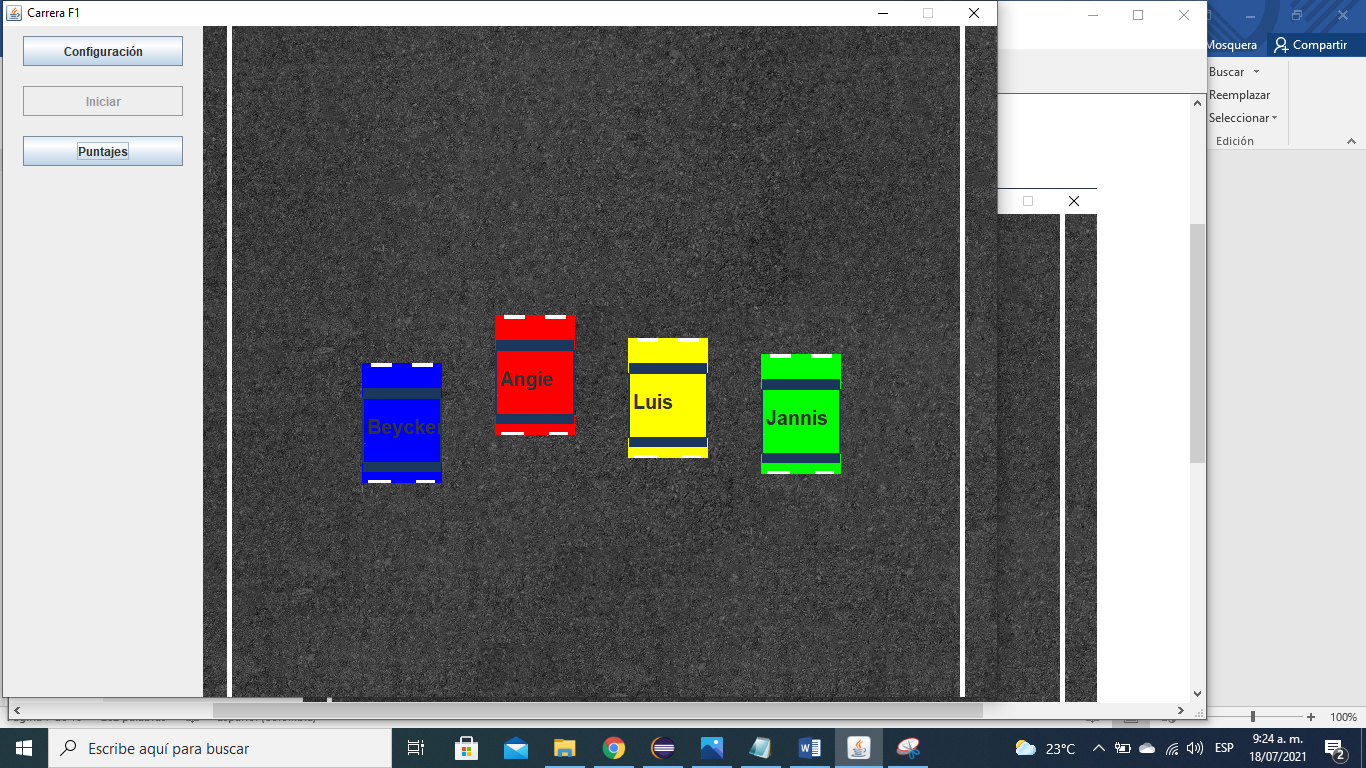 Carrera F1
Configuración
Iniciar
Puntajes
Beycker
Angie
Luis
Jannis
Mosquera
Compartir
Buscar
Reemplazar
Seleccionar
Edición
100%
Escribe aquí para buscar
23°C
ESP
9:24 a. m.
18/07/2021
2